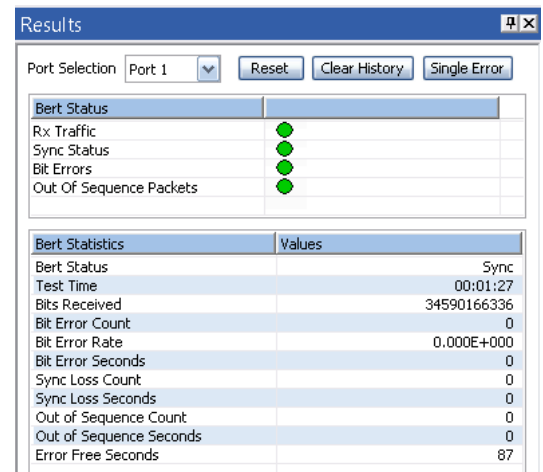 Results
Port Selection Port 1 Reset Clear History Single Error
Bert Status
Rx Traffic
Sync Status
Bit Errors
Out Of Sequence Packets
Bert Statistics Values
Bert Status Sync
Test Time 00:01:27
Bits Received 34590166336
Bit Error Count 0
Bit Error Rate 0.000E+000
Bit Error Seconds 0
Sync Loss Count 0
Sync Loss Seconds 0
Out of Sequence Count 0
Out of Sequence Seconds 0
Error Free Seconds 87